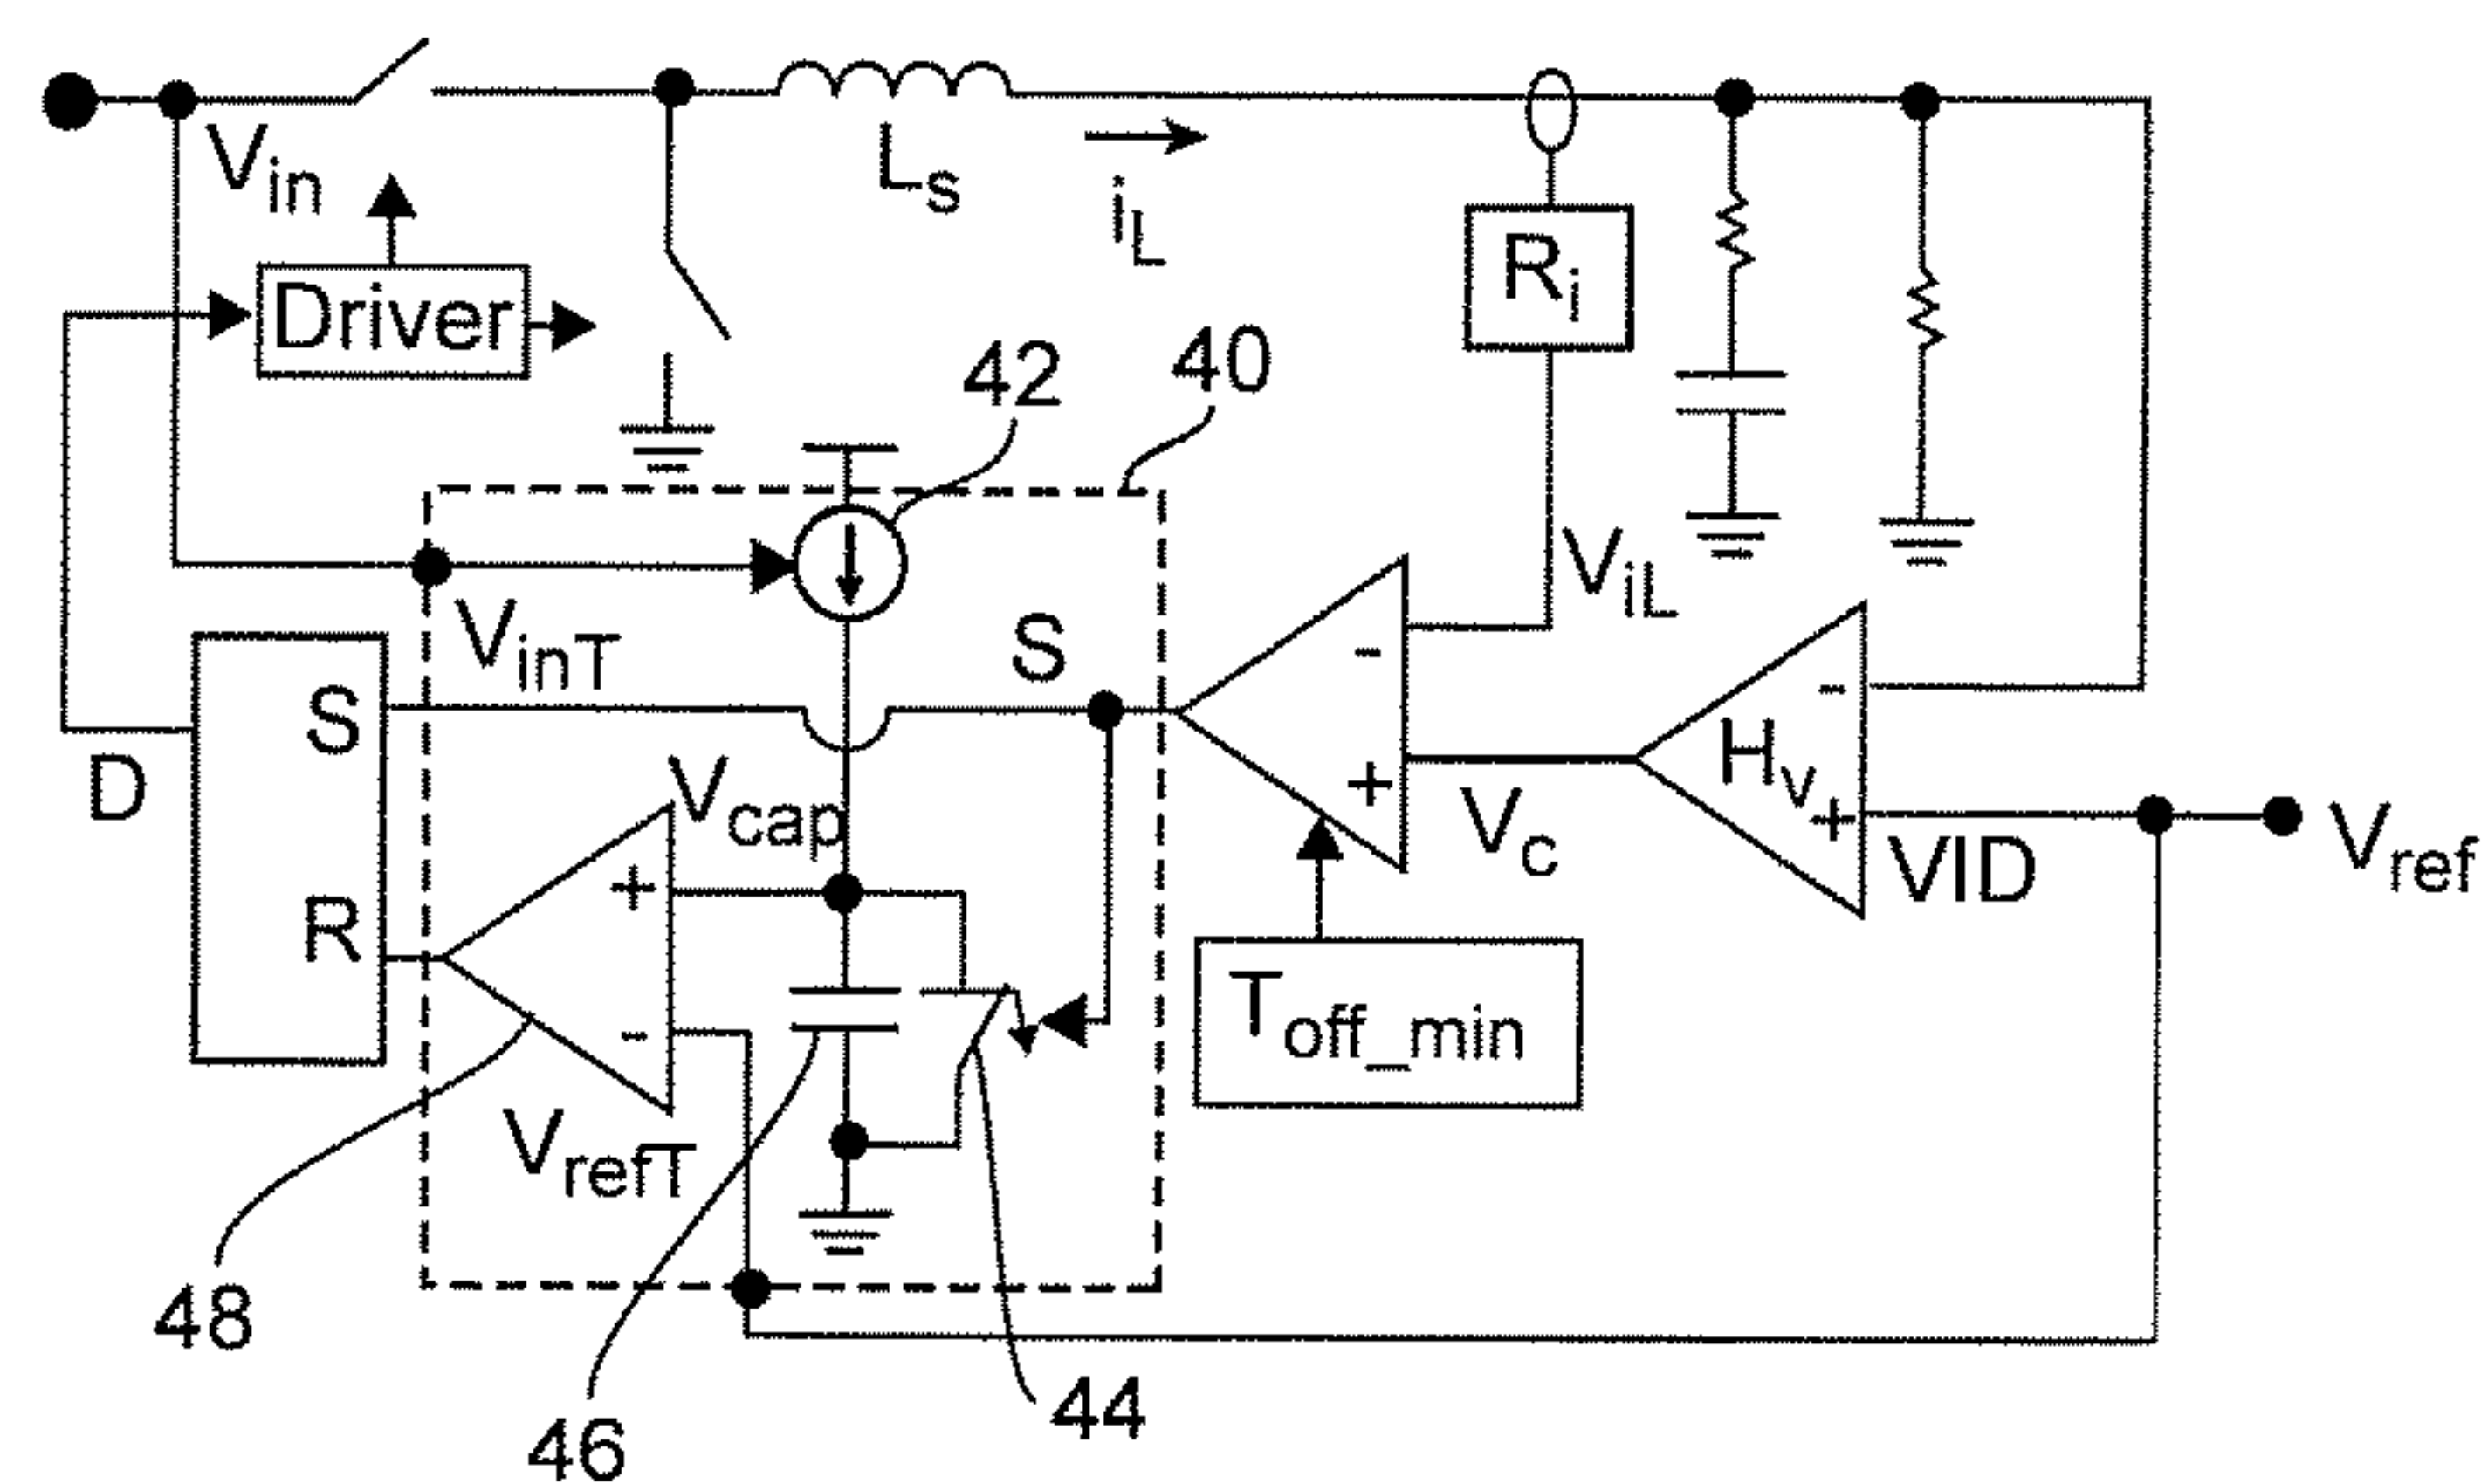 Vin
Ls
iL
Ri
Driver
42
40
ViL
VinT
S
S
D
Vcap
Hv
-
-
+
+
Vc
VID
Vref
R
+
-
Toff_min
VrefT
48
46
44